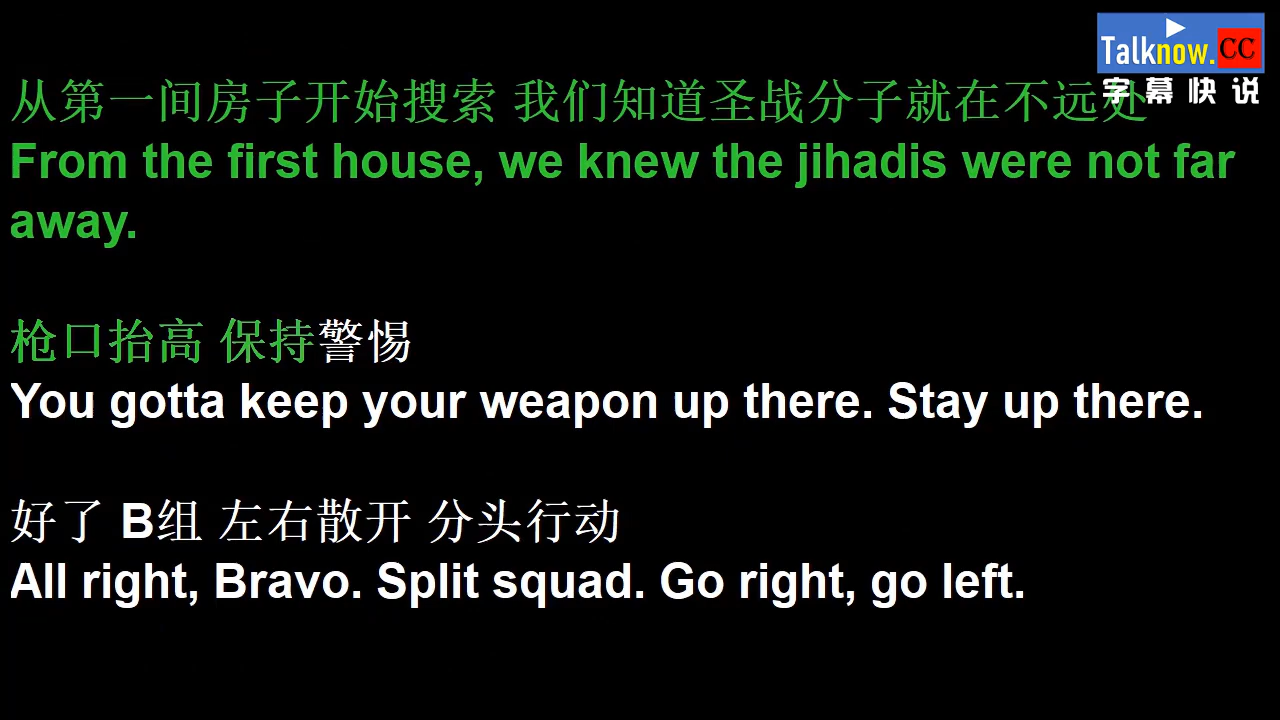 Talknow.CC
字幕快说
从第一间房子开始搜索 我们知道圣战分子就在不远处
From the first house, we knew the jihadis were not far
away.
枪口抬高 保持警惕
You gotta keep your weapon up there. Stay up there.
好了 B组 左右散开 分头行动
All right, Bravo. Split squad. Go right, go left.